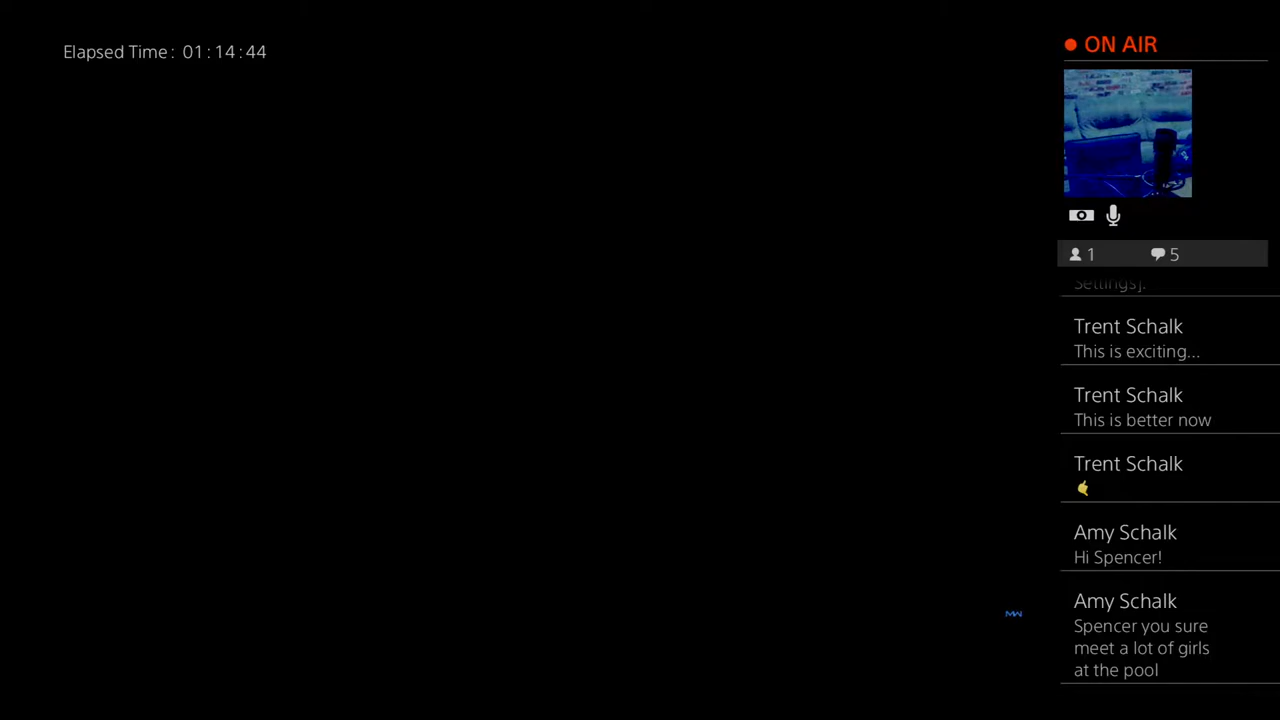 Elapsed Time: 01:14:44
ON AIR
1 5
Settings].
Trent Schalk
This is exciting...
Trent Schalk
This is better now
Trent Schalk
Amy Schalk
Hi Spencer!
Amy Schalk
Spencer you sure
meet a lot of girls
at the pool
MW